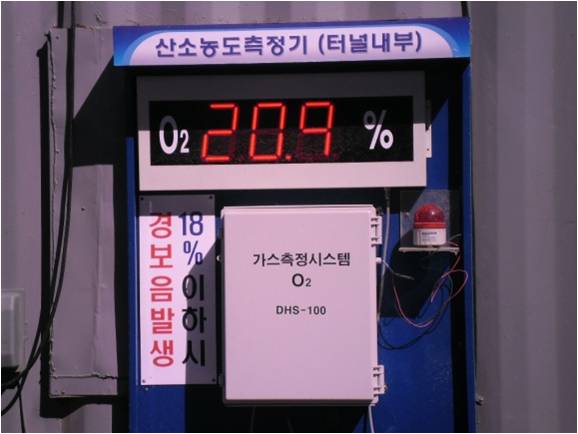 산소농도측정기 (터널내부)
O2 20.9 %
18%이하시
경보음발생
가스측정시스템
O2
DHS-100